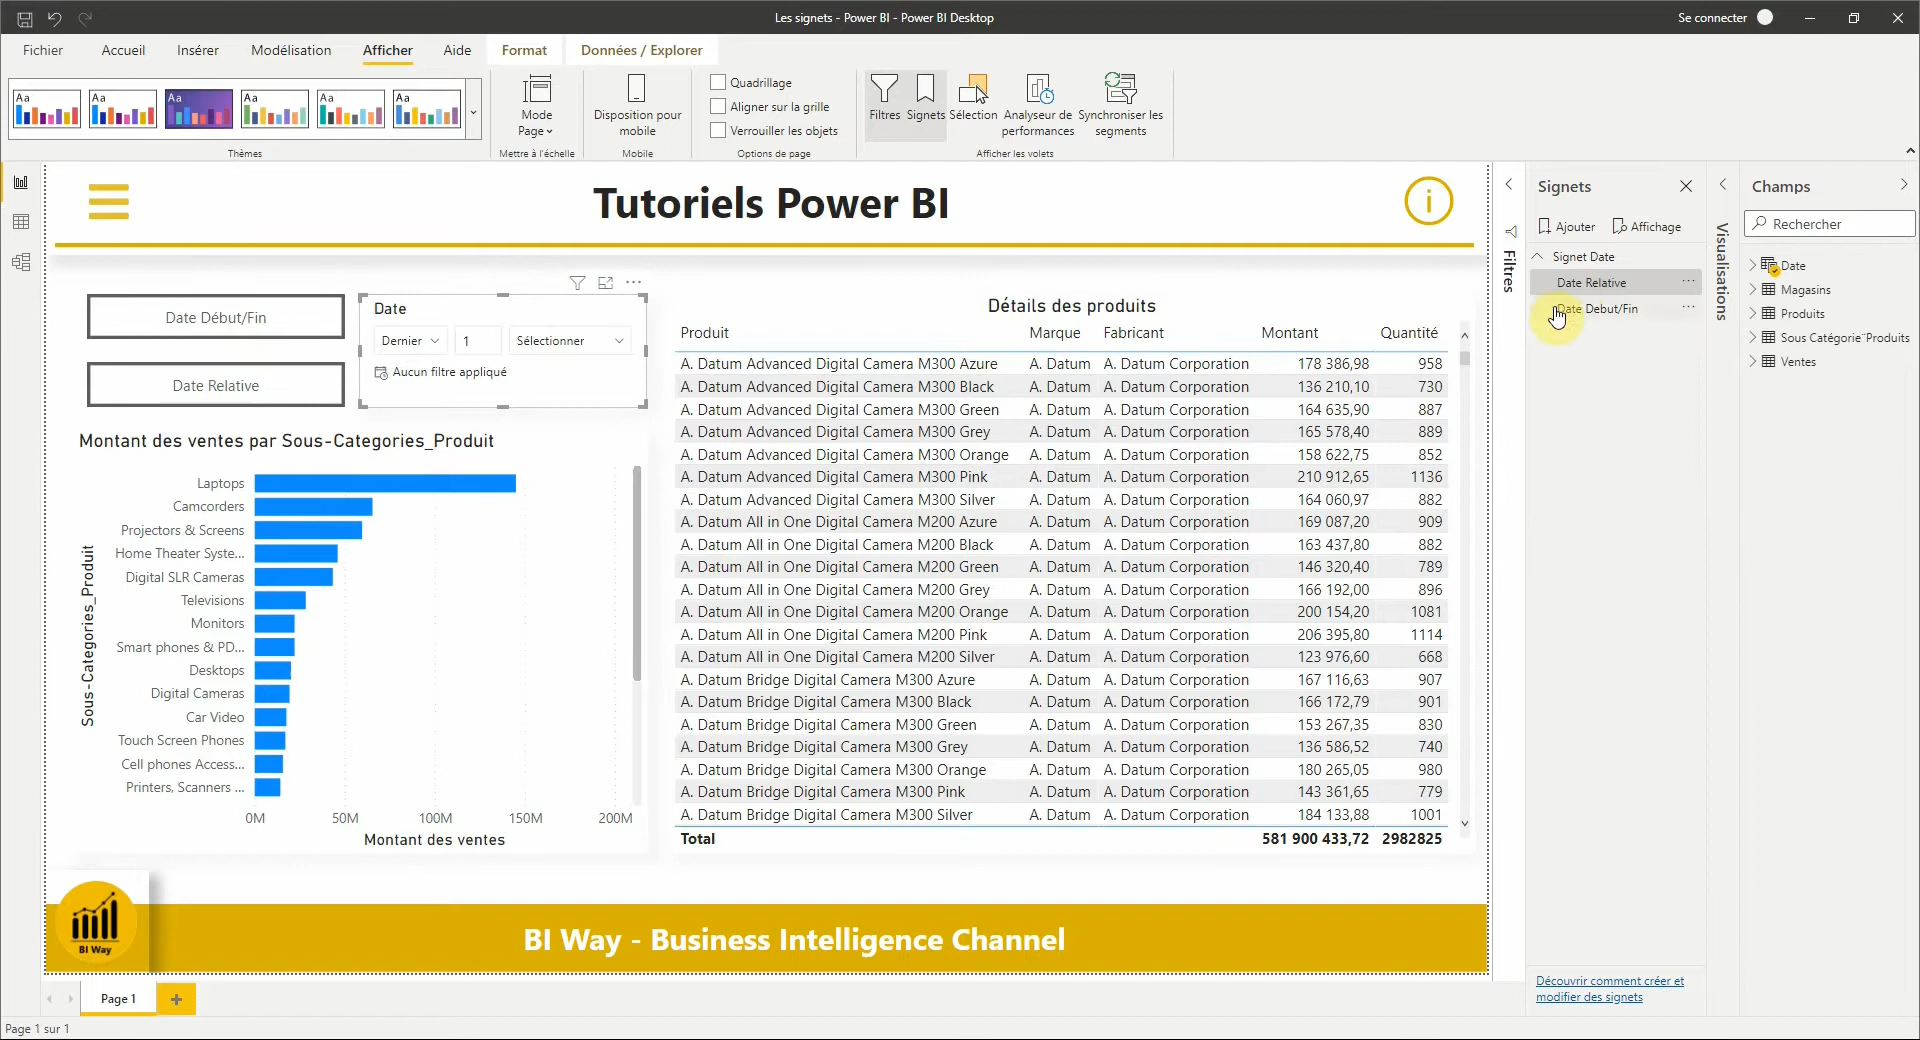 Les signets - Power BI - Power BI Desktop
Se connecter
Fichier
Accueil
Insérer
Modélisation
Afficher
Aide
Format
Données / Explorer
Aa
Aa
Aa
Aa
Aa
Aa
Thèmes
Mode
Page
Mettre à l'échelle
Disposition pour
mobile
Mobile
Quadrillage
Aligner sur la grille
Verrouiller les objets
Options de page
Filtres
Signets
Sélection
Analyseur de
performances
Synchroniser les
segments
Afficher les volets
Tutoriels Power BI
i
Date Début/Fin
Date Relative
Date
Dernier
1
Sélectionner
Aucun filtre appliqué
Montant des ventes par Sous-Categories_Produit
Sous-Categories_Produit
Laptops
Camcorders
Projectors & Screens
Home Theater Syste...
Digital SLR Cameras
Televisions
Monitors
Smart phones & PD...
Desktops
Digital Cameras
Car Video
Touch Screen Phones
Cell phones Access...
Printers, Scanners ...
0M 50M 100M 150M 200M
Montant des ventes
Détails des produits
Produit Marque Fabricant Montant Quantité
A. Datum Advanced Digital Camera M300 Azure A. Datum A. Datum Corporation 178 386,98 958
A. Datum Advanced Digital Camera M300 Black A. Datum A. Datum Corporation 136 210,10 730
A. Datum Advanced Digital Camera M300 Green A. Datum A. Datum Corporation 164 635,90 887
A. Datum Advanced Digital Camera M300 Grey A. Datum A. Datum Corporation 165 578,40 889
A. Datum Advanced Digital Camera M300 Orange A. Datum A. Datum Corporation 158 622,75 852
A. Datum Advanced Digital Camera M300 Pink A. Datum A. Datum Corporation 210 912,65 1136
A. Datum Advanced Digital Camera M300 Silver A. Datum A. Datum Corporation 164 060,97 882
A. Datum All in One Digital Camera M200 Azure A. Datum A. Datum Corporation 169 087,20 909
A. Datum All in One Digital Camera M200 Black A. Datum A. Datum Corporation 163 437,80 882
A. Datum All in One Digital Camera M200 Green A. Datum A. Datum Corporation 146 320,40 789
A. Datum All in One Digital Camera M200 Grey A. Datum A. Datum Corporation 166 192,00 896
A. Datum All in One Digital Camera M200 Orange A. Datum A. Datum Corporation 200 154,20 1081
A. Datum All in One Digital Camera M200 Pink A. Datum A. Datum Corporation 206 395,80 1114
A. Datum All in One Digital Camera M200 Silver A. Datum A. Datum Corporation 123 976,60 668
A. Datum Bridge Digital Camera M300 Azure A. Datum A. Datum Corporation 167 116,63 907
A. Datum Bridge Digital Camera M300 Black A. Datum A. Datum Corporation 166 172,79 901
A. Datum Bridge Digital Camera M300 Green A. Datum A. Datum Corporation 153 267,35 830
A. Datum Bridge Digital Camera M300 Grey A. Datum A. Datum Corporation 136 586,52 740
A. Datum Bridge Digital Camera M300 Orange A. Datum A. Datum Corporation 180 265,05 980
A. Datum Bridge Digital Camera M300 Pink A. Datum A. Datum Corporation 143 361,65 779
A. Datum Bridge Digital Camera M300 Silver A. Datum A. Datum Corporation 184 133,88 1001
Total 581 900 433,72 2982825
BI Way
BI Way - Business Intelligence Channel
Filtres
Signets
Ajouter
Affichage
Signet Date
Date Relative
Date Debut/Fin
Découvrir comment créer et
modifier des signets
Visualisations
Champs
Rechercher
Date
Magasins
Produits
Sous Catégorie Produits
Ventes
Page 1
Page 1 sur 1